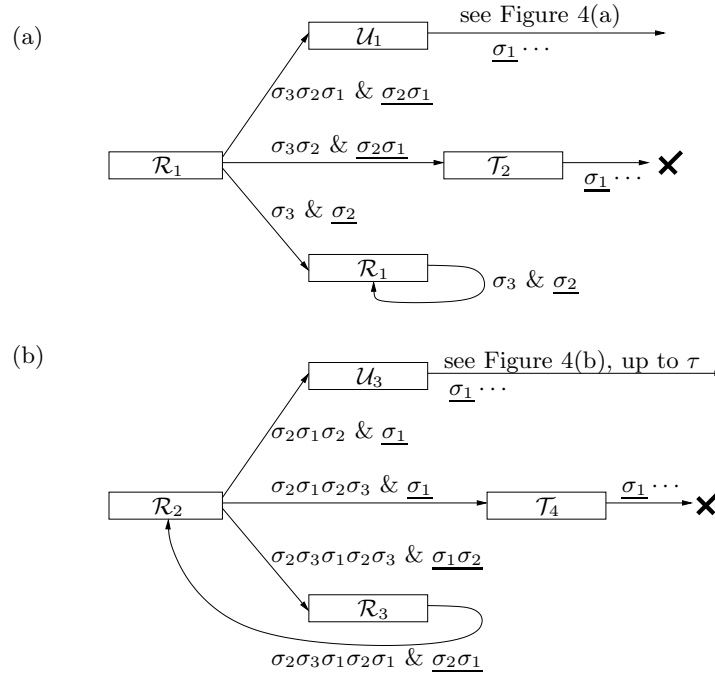 (a)
see Figure 4(a)
𝒰₁
σ₁ ⋯
σ₃σ₂σ₁ & σ₂σ₁
σ₃σ₂ & σ₂σ₁
ℛ₁
𝒯₂
σ₁ ⋯
σ₃ & σ₂
ℛ₁
σ₃ & σ₂
(b)
see Figure 4(b), up to τ
𝒰₃
σ₁ ⋯
σ₂σ₁σ₂ & σ₁
σ₂σ₁σ₂σ₃ & σ₁
σ₁ ⋯
ℛ₂
𝒯₄
σ₂σ₃σ₁σ₂σ₃ & σ₁σ₂
ℛ₃
σ₂σ₃σ₁σ₂σ₁ & σ₂σ₁